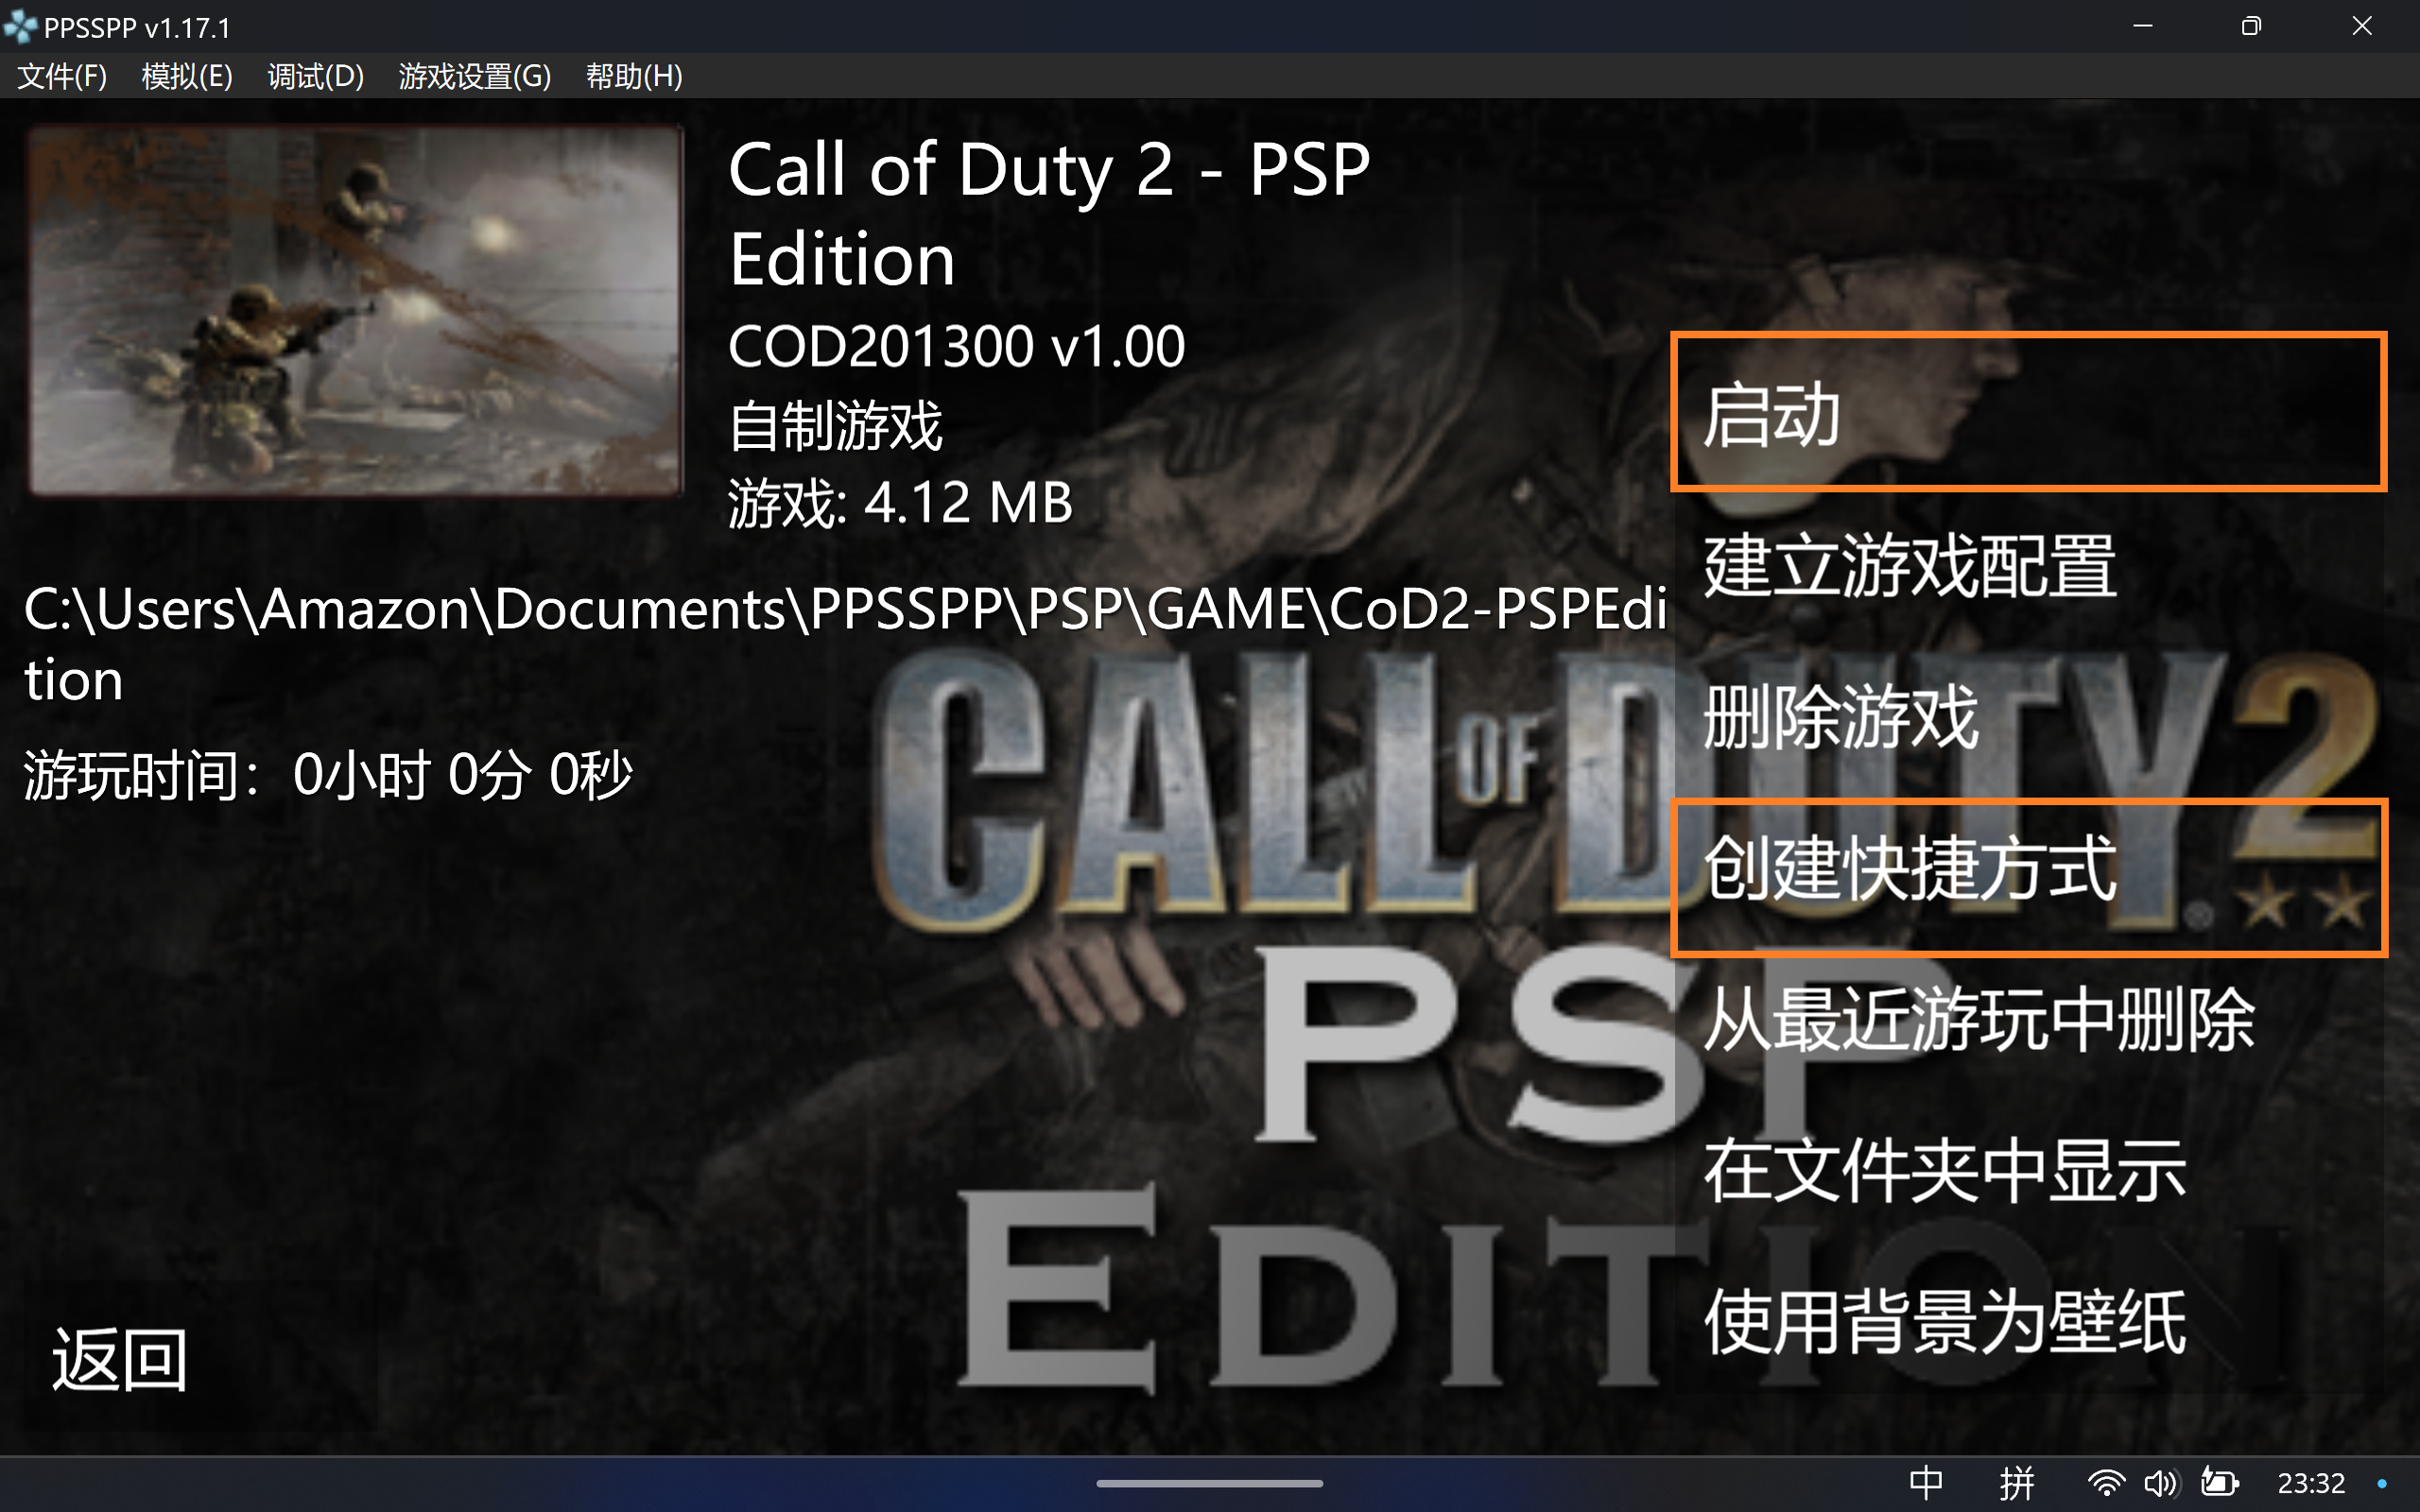 PPSSPP v1.17.1
文件(F) 模拟(E) 调试(D) 游戏设置(G) 帮助(H)
Call of Duty 2 - PSP
Edition
COD201300 v1.00
自制游戏
游戏: 4.12 MB
C:\Users\Amazon\Documents\PPSSPP\PSP\GAME\CoD2-PSPEdi
tion
游玩时间：0小时 0分 0秒
启动
建立游戏配置
删除游戏
创建快捷方式
从最近游玩中删除
在文件夹中显示
使用背景为壁纸
CALL OF DUTY 2
®
PSP
EDITION
返回
中 拼 23:32